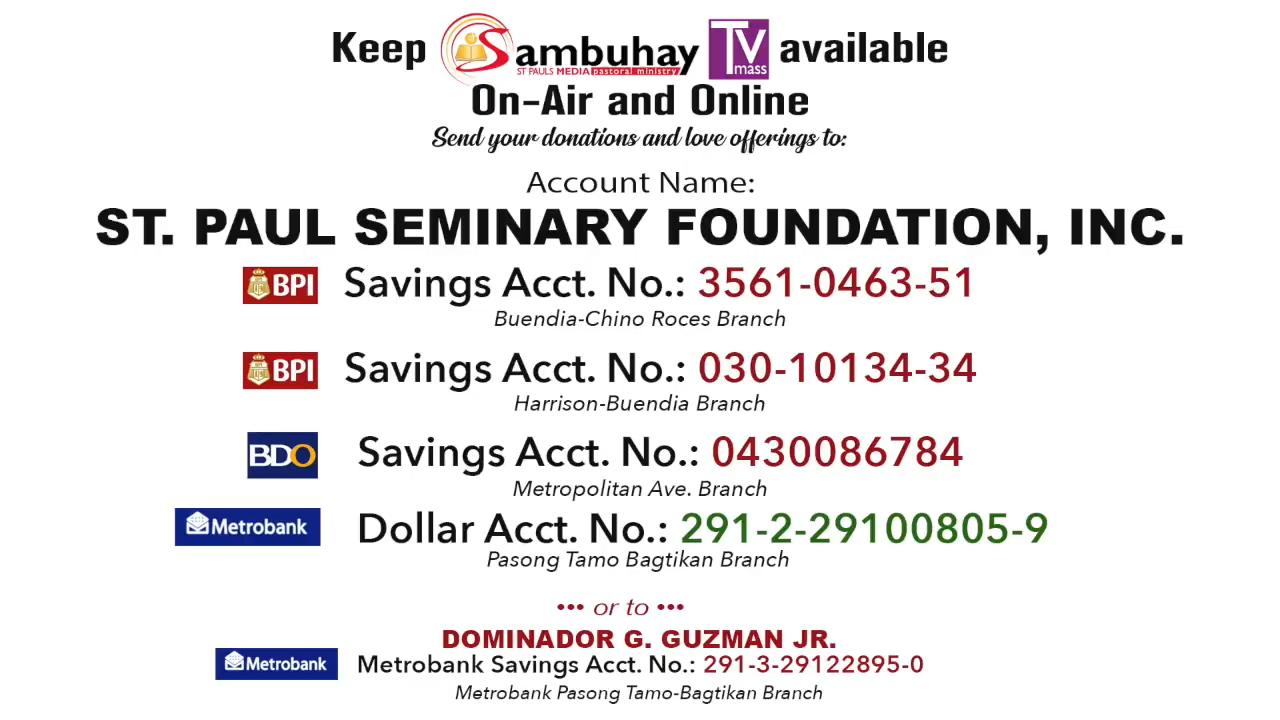 Keep Sambuhay TV mass available
ST PAULS MEDIA pastoral ministry
On-Air and Online
Send your donations and love offerings to:
Account Name:
ST. PAUL SEMINARY FOUNDATION, INC.
BPI Savings Acct. No.: 3561-0463-51
Buendia-Chino Roces Branch
BPI Savings Acct. No.: 030-10134-34
Harrison-Buendia Branch
BDO Savings Acct. No.: 0430086784
Metropolitan Ave. Branch
Metrobank Dollar Acct. No.: 291-2-29100805-9
Pasong Tamo Bagtikan Branch
••• or to •••
DOMINADOR G. GUZMAN JR.
Metrobank Metrobank Savings Acct. No.: 291-3-29122895-0
Metrobank Pasong Tamo-Bagtikan Branch